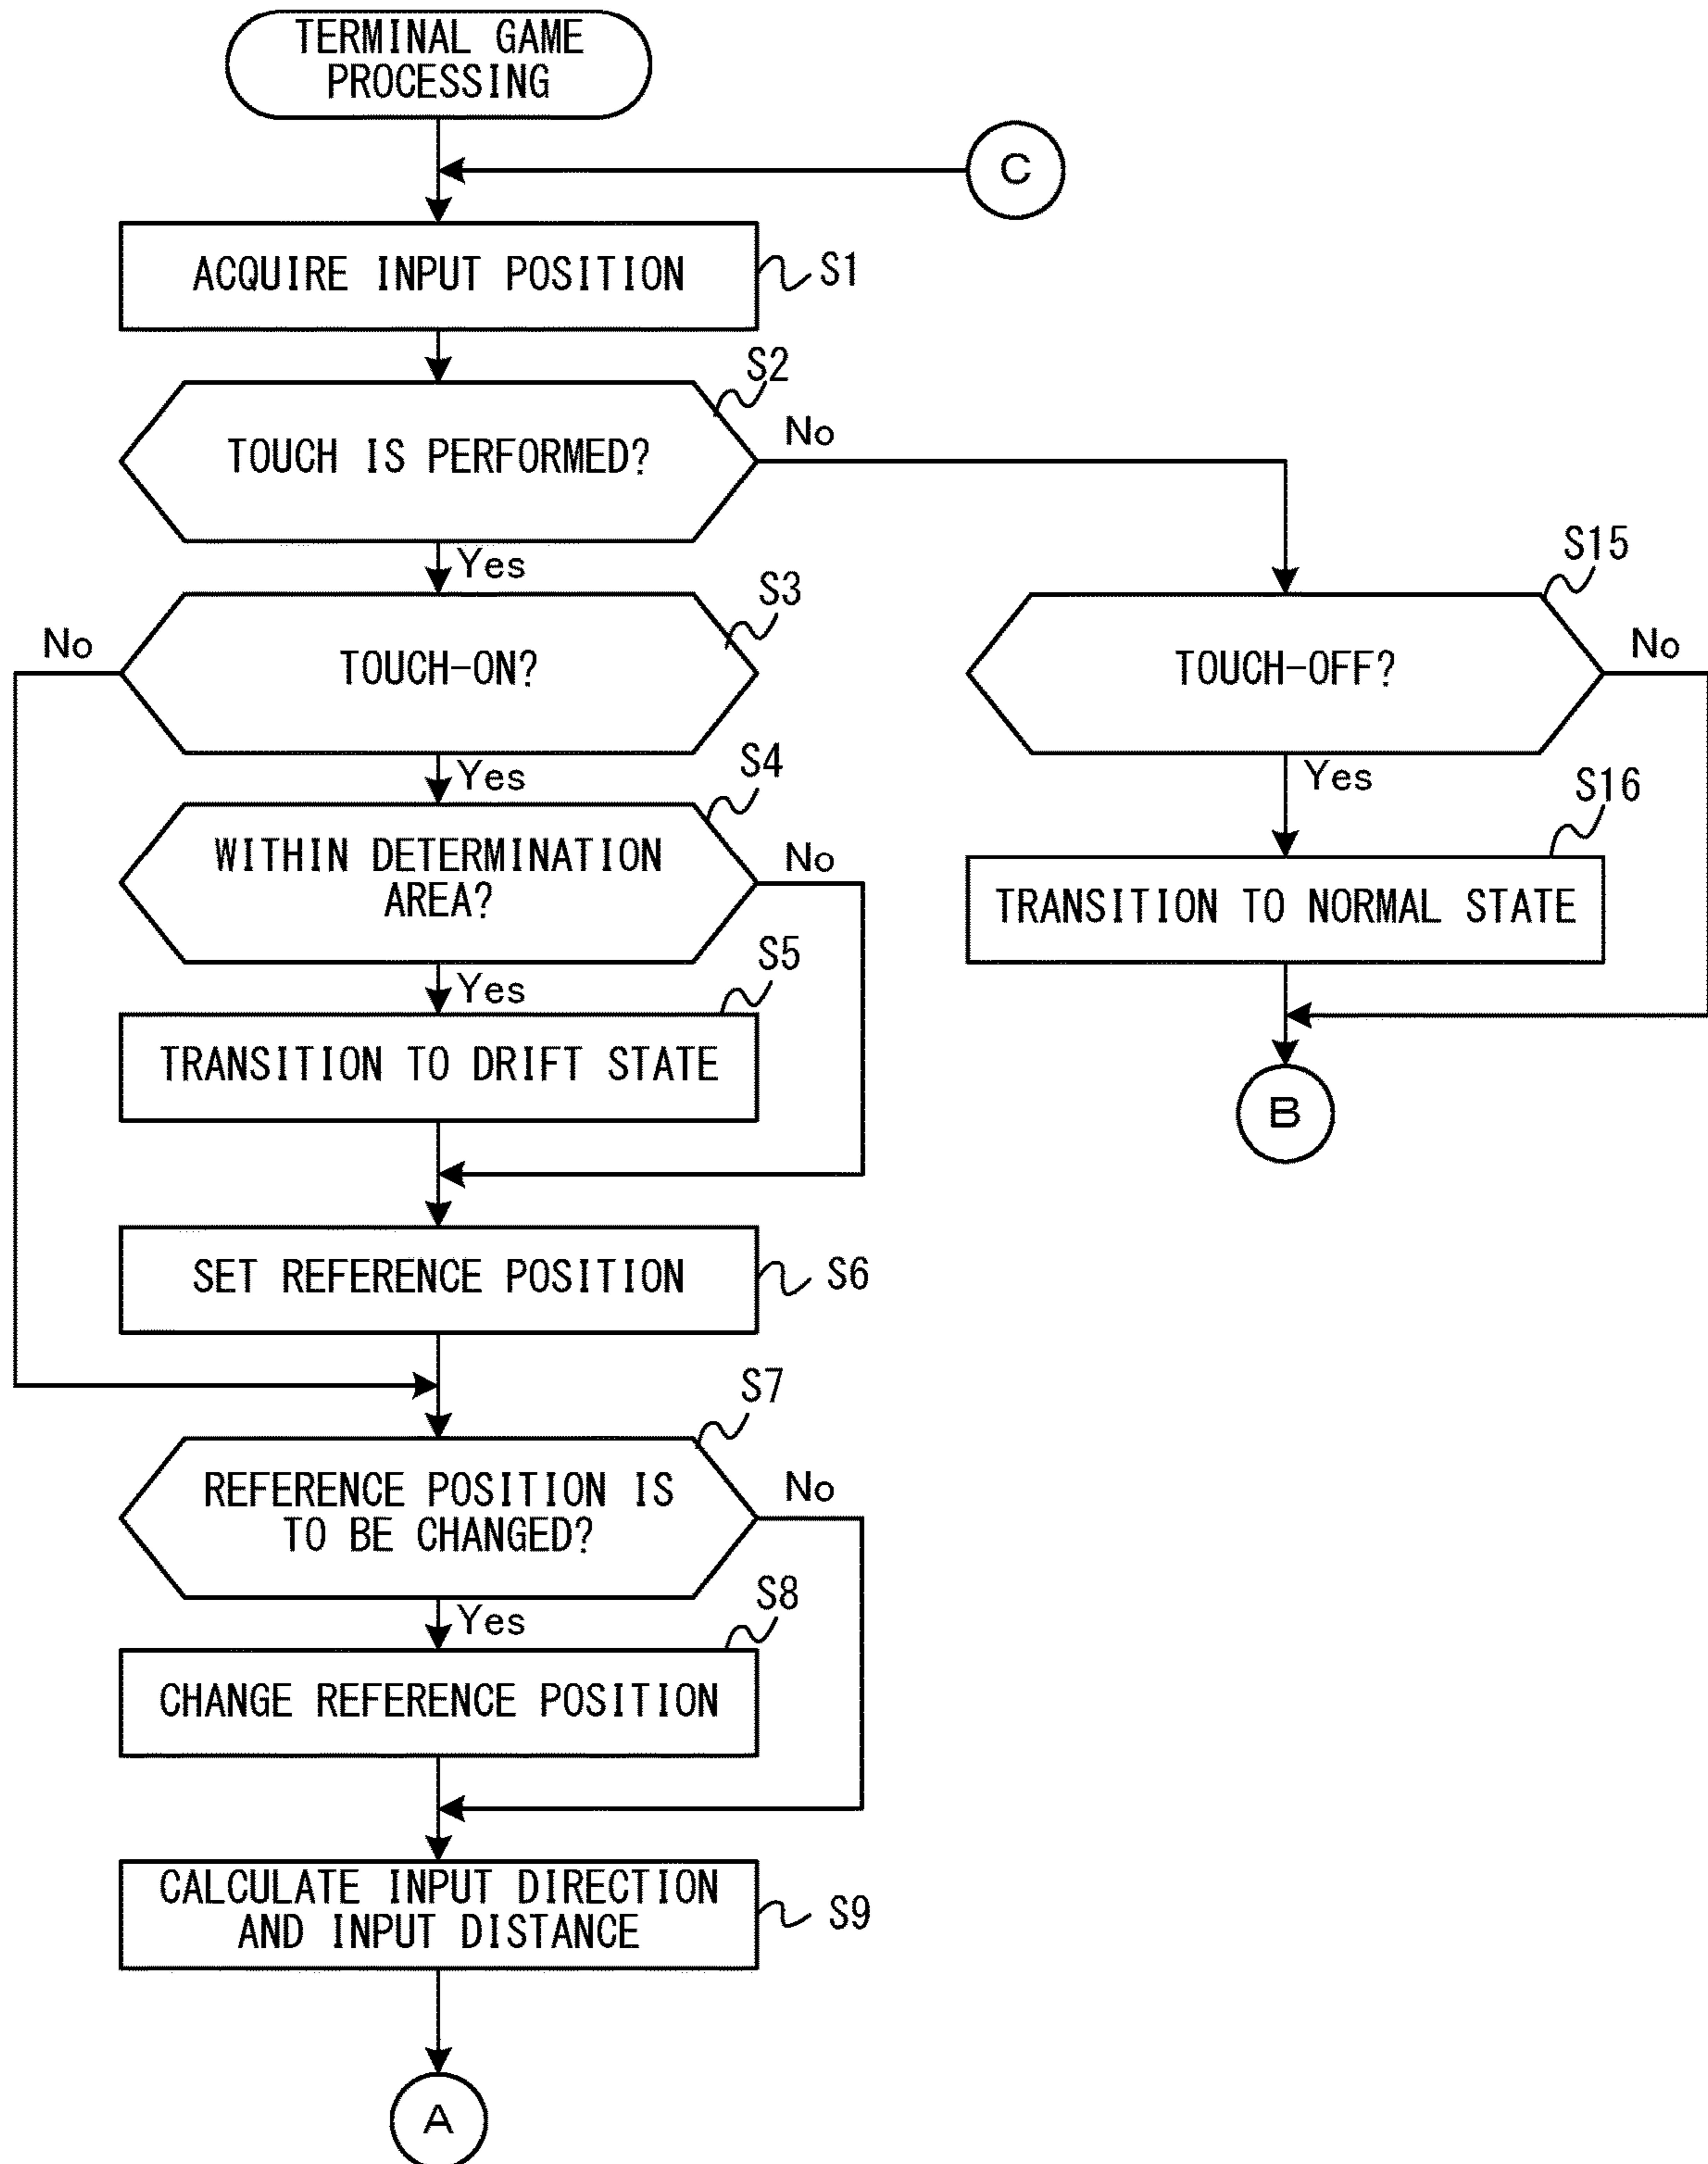 TERMINAL GAME
PROCESSING
C
ACQUIRE INPUT POSITION
S1
S2
TOUCH IS PERFORMED?
No
Yes
S3
No
TOUCH-ON?
Yes
S15
TOUCH-OFF?
No
Yes
S4
WITHIN DETERMINATION
AREA?
No
Yes
S16
TRANSITION TO NORMAL STATE
S5
TRANSITION TO DRIFT STATE
B
SET REFERENCE POSITION
S6
S7
REFERENCE POSITION IS
TO BE CHANGED?
No
Yes
S8
CHANGE REFERENCE POSITION
CALCULATE INPUT DIRECTION
AND INPUT DISTANCE
S9
A